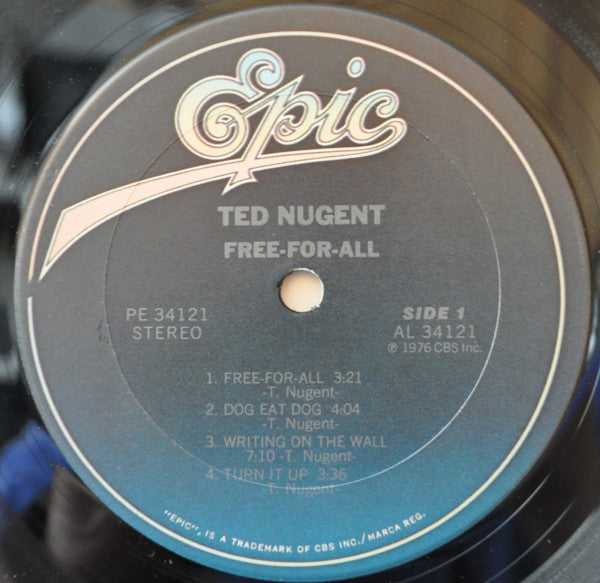 Epic
TED NUGENT
FREE-FOR-ALL
PE 34121
STEREO
SIDE 1
AL 34121
℗ 1976 CBS Inc.
1. FREE-FOR-ALL 3:21
-T. Nugent-
2. DOG EAT DOG 4:04
-T. Nugent-
3. WRITING ON THE WALL
7:10 -T. Nugent-
4. TURN IT UP 3:36
-T. Nugent-
"EPIC", IS A TRADEMARK OF CBS INC./MARCA REG.